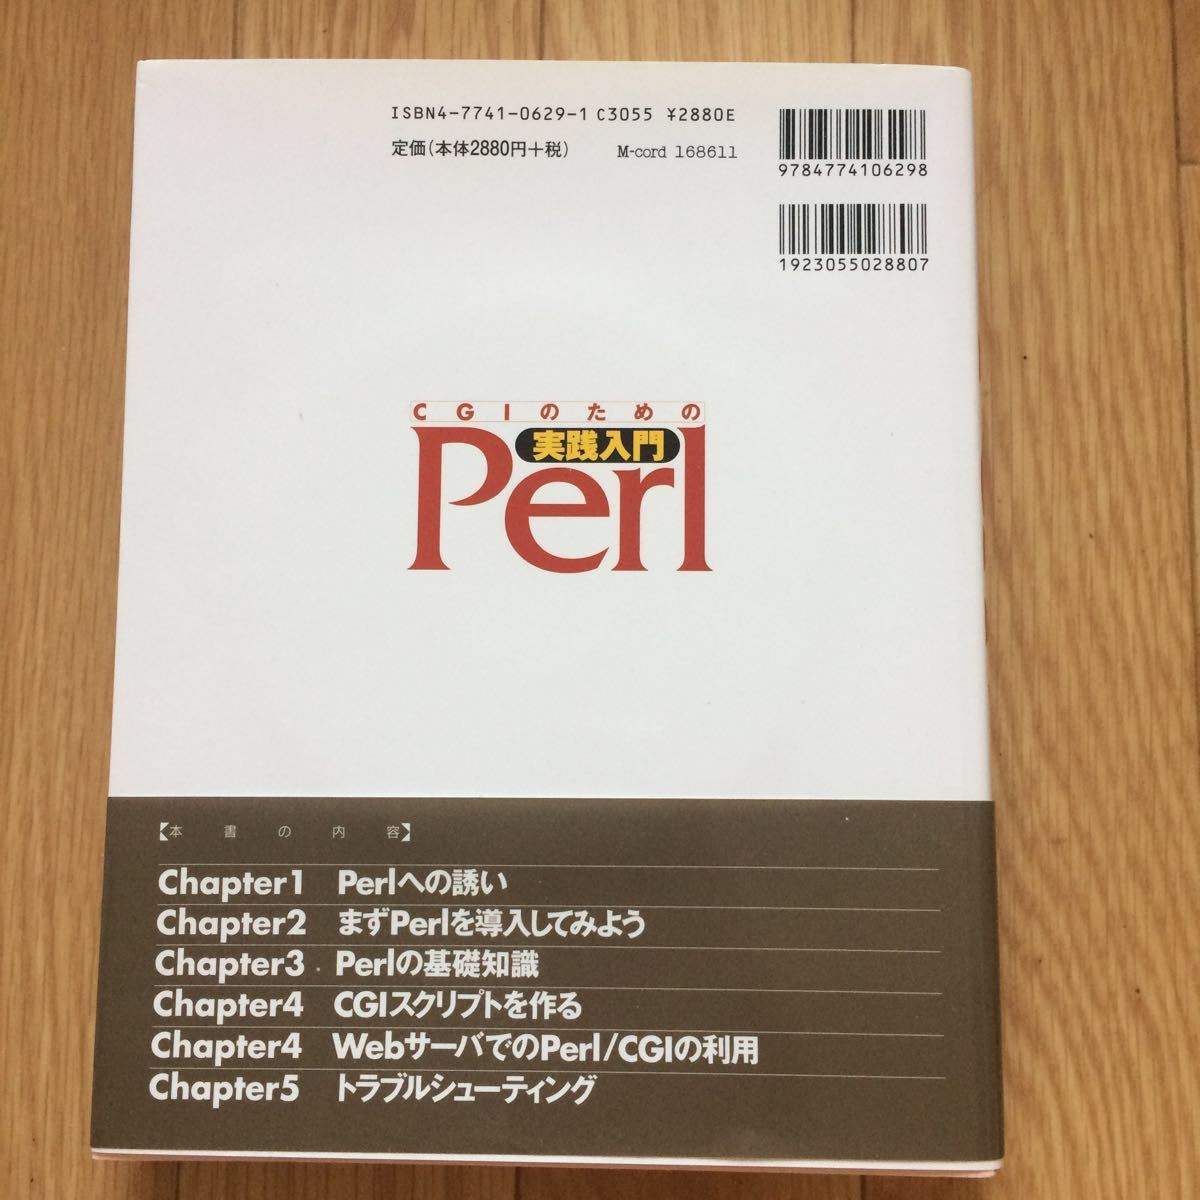 ISBN4-7741-0629-1 C3055 ¥2880E
定価(本体2880円+税) M-cord 168611
9784774106298
1923055028807
CGIのための
実践入門
Perl
【本書の内容】
Chapter1 Perlへの誘い
Chapter2 まずPerlを導入してみよう
Chapter3 Perlの基礎知識
Chapter4 CGIスクリプトを作る
Chapter4 WebサーバでのPerl/CGIの利用
Chapter5 トラブルシューティング